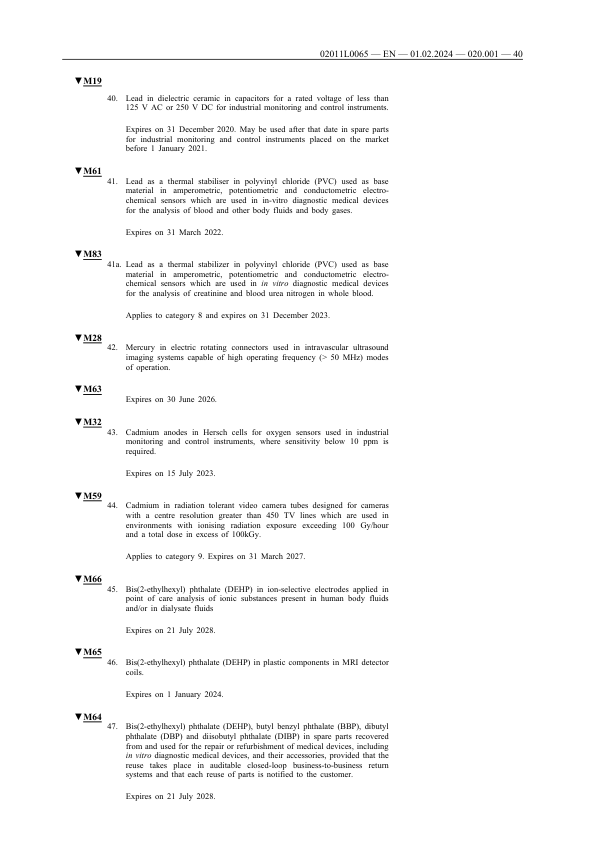 02011L0065 — EN — 01.02.2024 — 020.001 — 40
▼M19
40. Lead in dielectric ceramic in capacitors for a rated voltage of less than
125 V AC or 250 V DC for industrial monitoring and control instruments.
Expires on 31 December 2020. May be used after that date in spare parts
for industrial monitoring and control instruments placed on the market
before 1 January 2021.
▼M61
41. Lead as a thermal stabiliser in polyvinyl chloride (PVC) used as base
material in amperometric, potentiometric and conductometric electro-
chemical sensors which are used in in-vitro diagnostic medical devices
for the analysis of blood and other body fluids and body gases.
Expires on 31 March 2022.
▼M83
41a. Lead as a thermal stabilizer in polyvinyl chloride (PVC) used as base
material in amperometric, potentiometric and conductometric electro-
chemical sensors which are used in in vitro diagnostic medical devices
for the analysis of creatinine and blood urea nitrogen in whole blood.
Applies to category 8 and expires on 31 December 2023.
▼M28
42. Mercury in electric rotating connectors used in intravascular ultrasound
imaging systems capable of high operating frequency (> 50 MHz) modes
of operation.
▼M63
Expires on 30 June 2026.
▼M32
43. Cadmium anodes in Hersch cells for oxygen sensors used in industrial
monitoring and control instruments, where sensitivity below 10 ppm is
required.
Expires on 15 July 2023.
▼M59
44. Cadmium in radiation tolerant video camera tubes designed for cameras
with a centre resolution greater than 450 TV lines which are used in
environments with ionising radiation exposure exceeding 100 Gy/hour
and a total dose in excess of 100kGy.
Applies to category 9. Expires on 31 March 2027.
▼M66
45. Bis(2-ethylhexyl) phthalate (DEHP) in ion-selective electrodes applied in
point of care analysis of ionic substances present in human body fluids
and/or in dialysate fluids
Expires on 21 July 2028.
▼M65
46. Bis(2-ethylhexyl) phthalate (DEHP) in plastic components in MRI detector
coils.
Expires on 1 January 2024.
▼M64
47. Bis(2-ethylhexyl) phthalate (DEHP), butyl benzyl phthalate (BBP), dibutyl
phthalate (DBP) and diisobutyl phthalate (DIBP) in spare parts recovered
from and used for the repair or refurbishment of medical devices, including
in vitro diagnostic medical devices, and their accessories, provided that the
reuse takes place in auditable closed-loop business-to-business return
systems and that each reuse of parts is notified to the customer.
Expires on 21 July 2028.